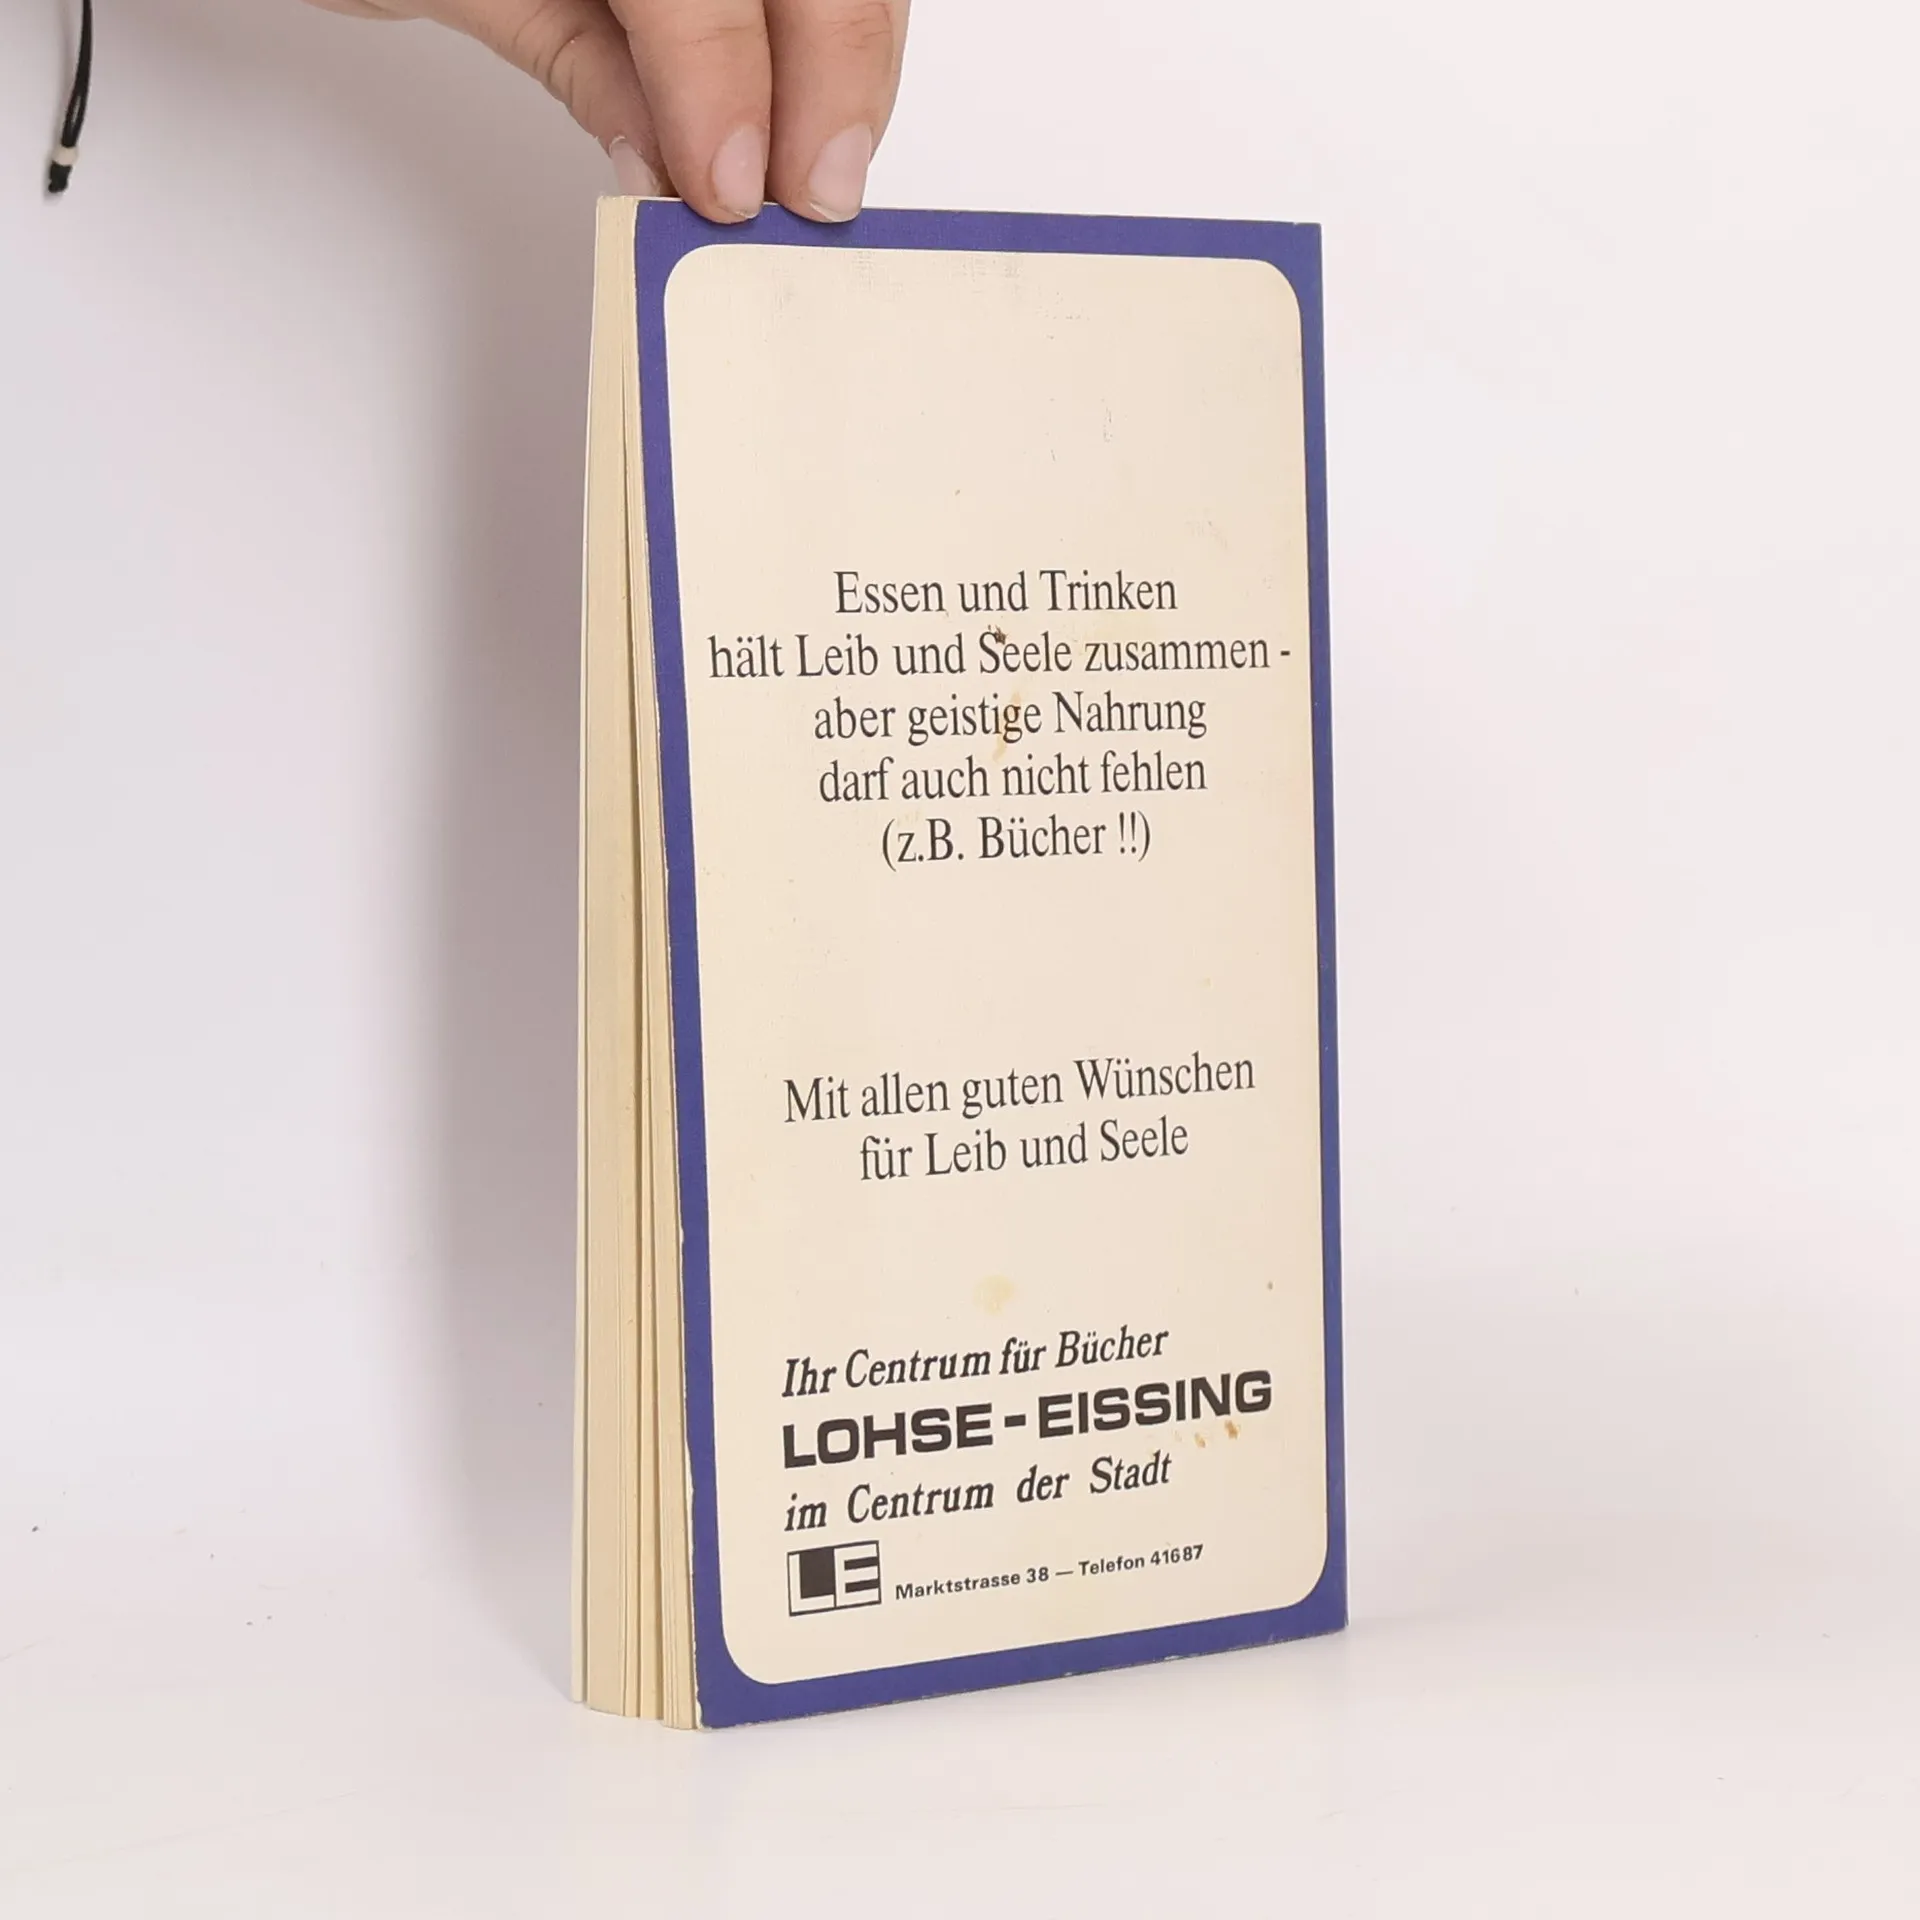 Essen und Trinken
hält Leib und Seele zusammen -
aber geistige Nahrung
darf auch nicht fehlen
(z.B. Bücher !!)
Mit allen guten Wünschen
für Leib und Seele
Ihr Centrum für Bücher
LOHSE-EISSING
im Centrum der Stadt
LE Marktstrasse 38 — Telefon 41687